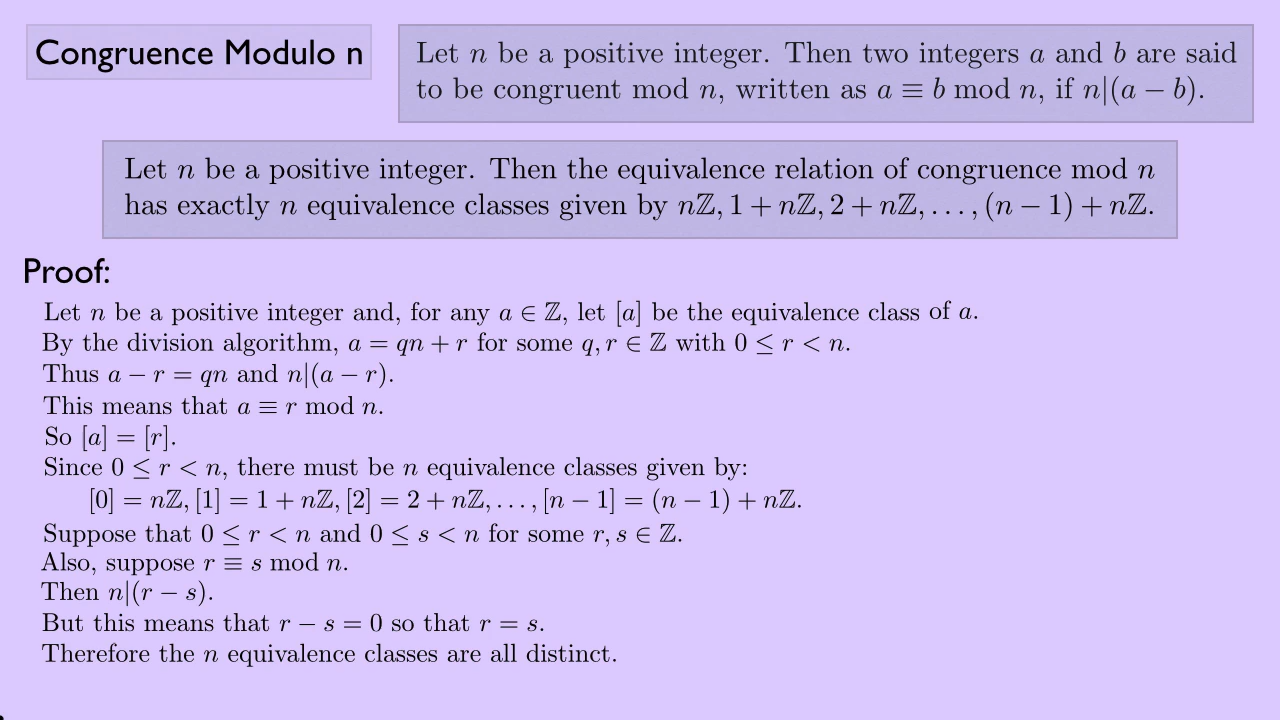 Congruence Modulo n
Let n be a positive integer. Then two integers a and b are said
to be congruent mod n, written as a ≡ b mod n, if n|(a − b).
Let n be a positive integer. Then the equivalence relation of congruence mod n
has exactly n equivalence classes given by nℤ, 1 + nℤ, 2 + nℤ, . . . , (n − 1) + nℤ.
Proof:
Let n be a positive integer and, for any a ∈ ℤ, let [a] be the equivalence class of a.
By the division algorithm, a = qn + r for some q, r ∈ ℤ with 0 ≤ r < n.
Thus a − r = qn and n|(a − r).
This means that a ≡ r mod n.
So [a] = [r].
Since 0 ≤ r < n, there must be n equivalence classes given by:
[0] = nℤ, [1] = 1 + nℤ, [2] = 2 + nℤ, . . . , [n − 1] = (n − 1) + nℤ.
Suppose that 0 ≤ r < n and 0 ≤ s < n for some r, s ∈ ℤ.
Also, suppose r ≡ s mod n.
Then n|(r − s).
But this means that r − s = 0 so that r = s.
Therefore the n equivalence classes are all distinct.